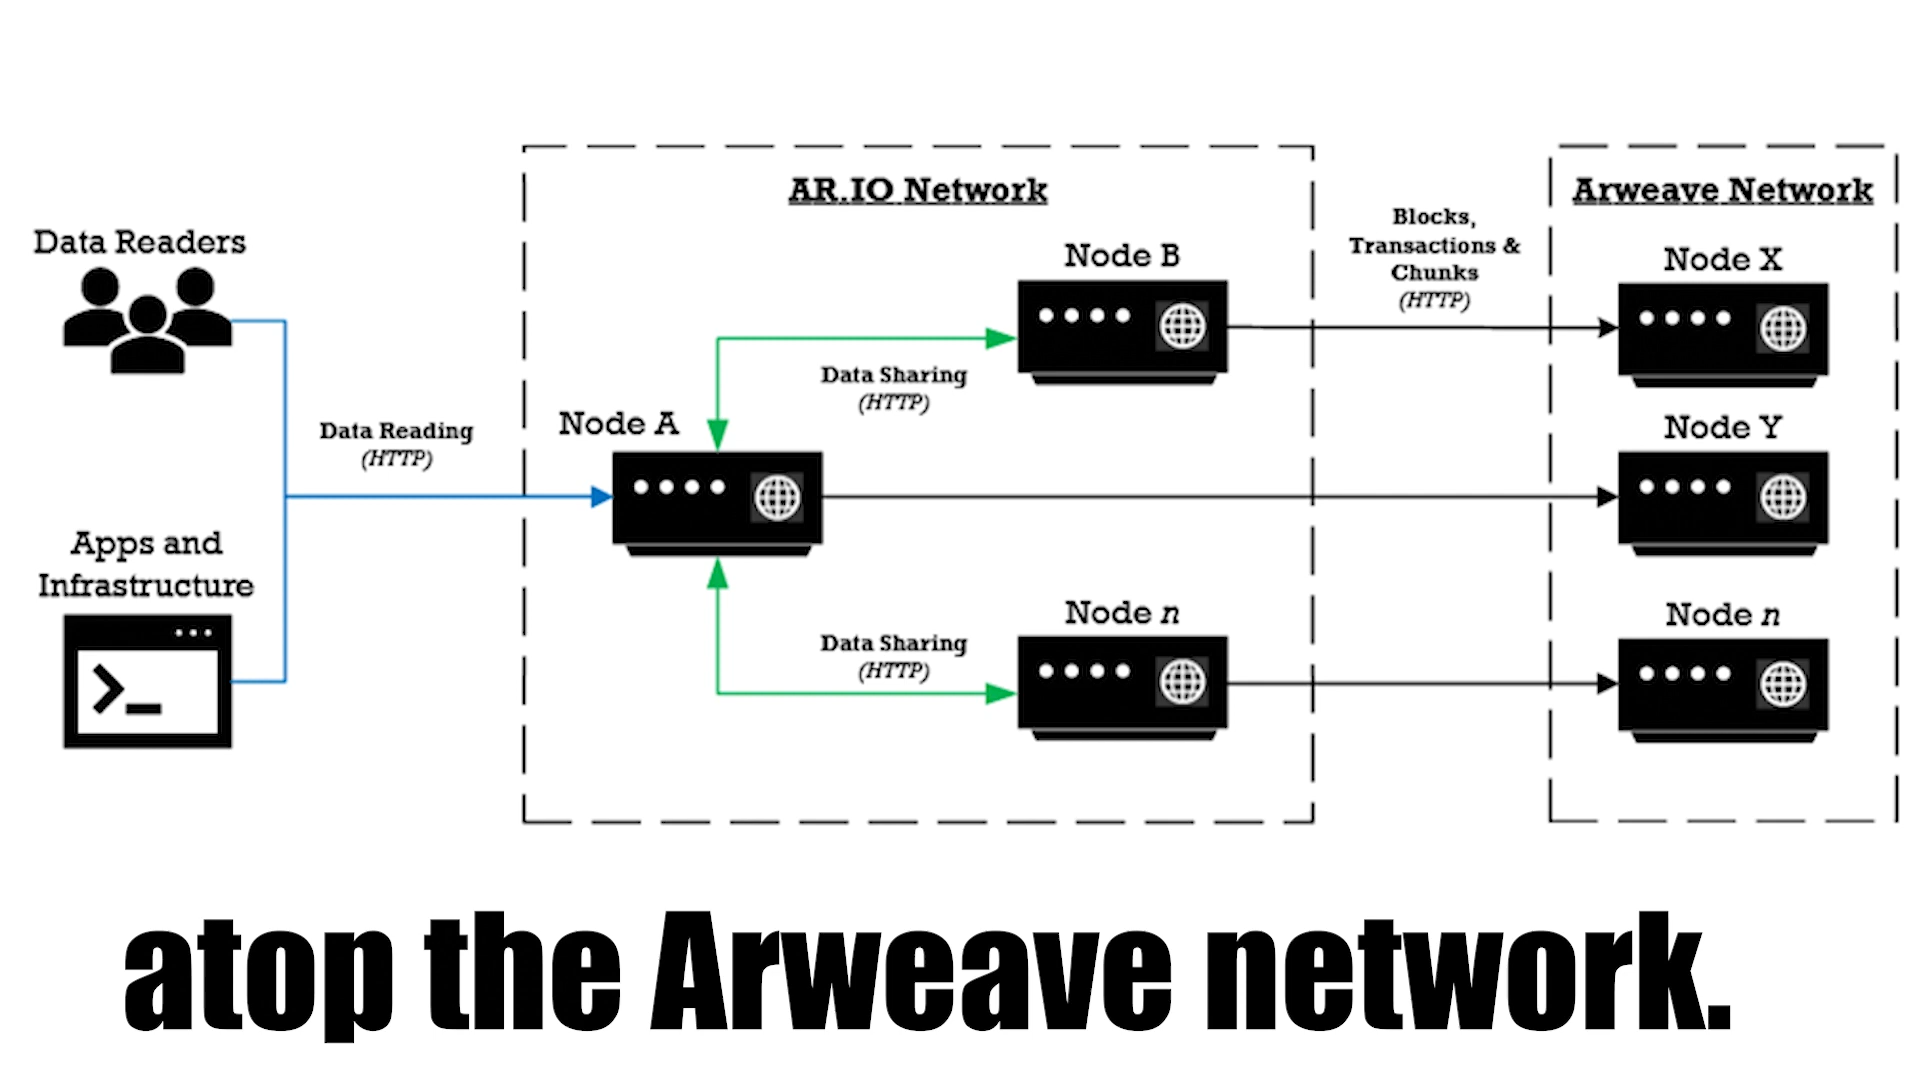 AR.IO Network
Arweave Network
Data Readers
Blocks,
Transactions &
Chunks
(HTTP)
Node B
Node X
Data Sharing
(HTTP)
Node A
Node Y
Data Reading
(HTTP)
Apps and
Infrastructure
>_
Node n
Node n
Data Sharing
(HTTP)
atop the Arweave network.